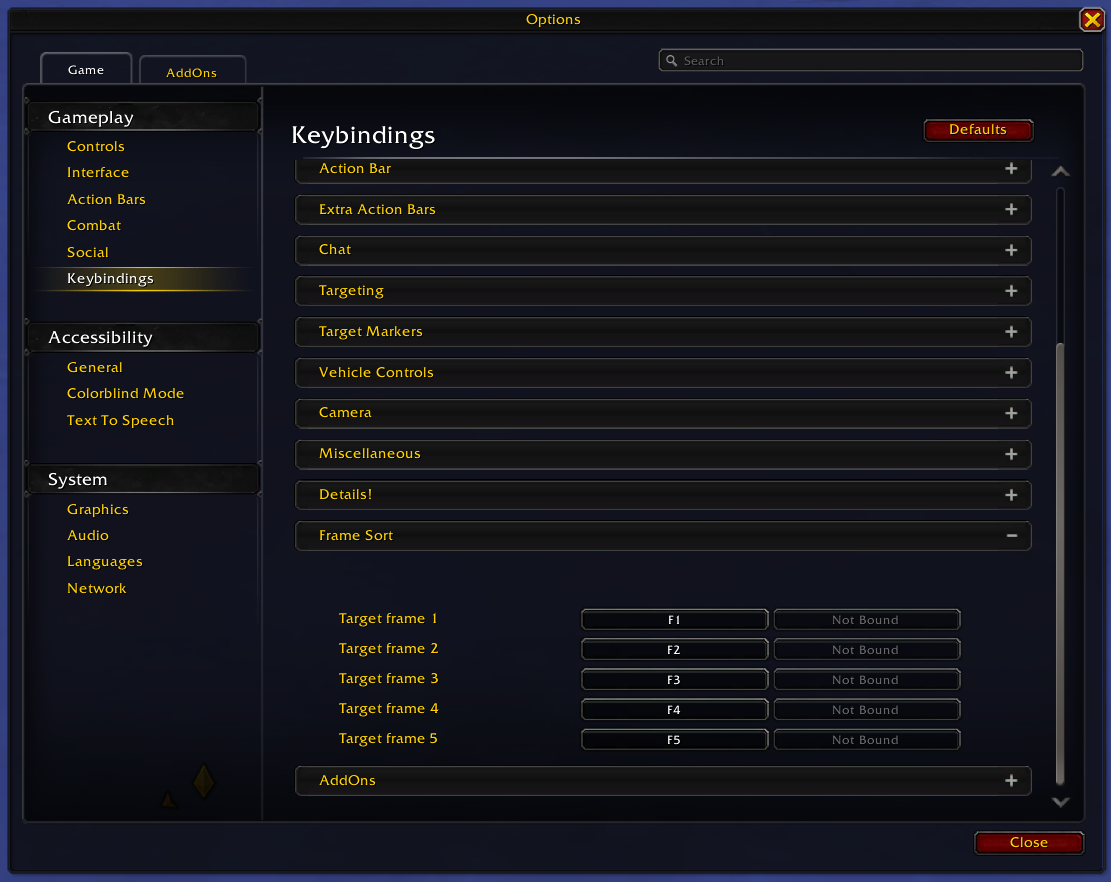 Options
Game
AddOns
Search
Gameplay
Controls
Interface
Action Bars
Combat
Social
Keybindings
Accessibility
General
Colorblind Mode
Text To Speech
System
Graphics
Audio
Languages
Network
Keybindings
Defaults
Action Bar
Extra Action Bars
Chat
Targeting
Target Markers
Vehicle Controls
Camera
Miscellaneous
Details!
Frame Sort
Target frame 1 F1 Not Bound
Target frame 2 F2 Not Bound
Target frame 3 F3 Not Bound
Target frame 4 F4 Not Bound
Target frame 5 F5 Not Bound
AddOns
Close